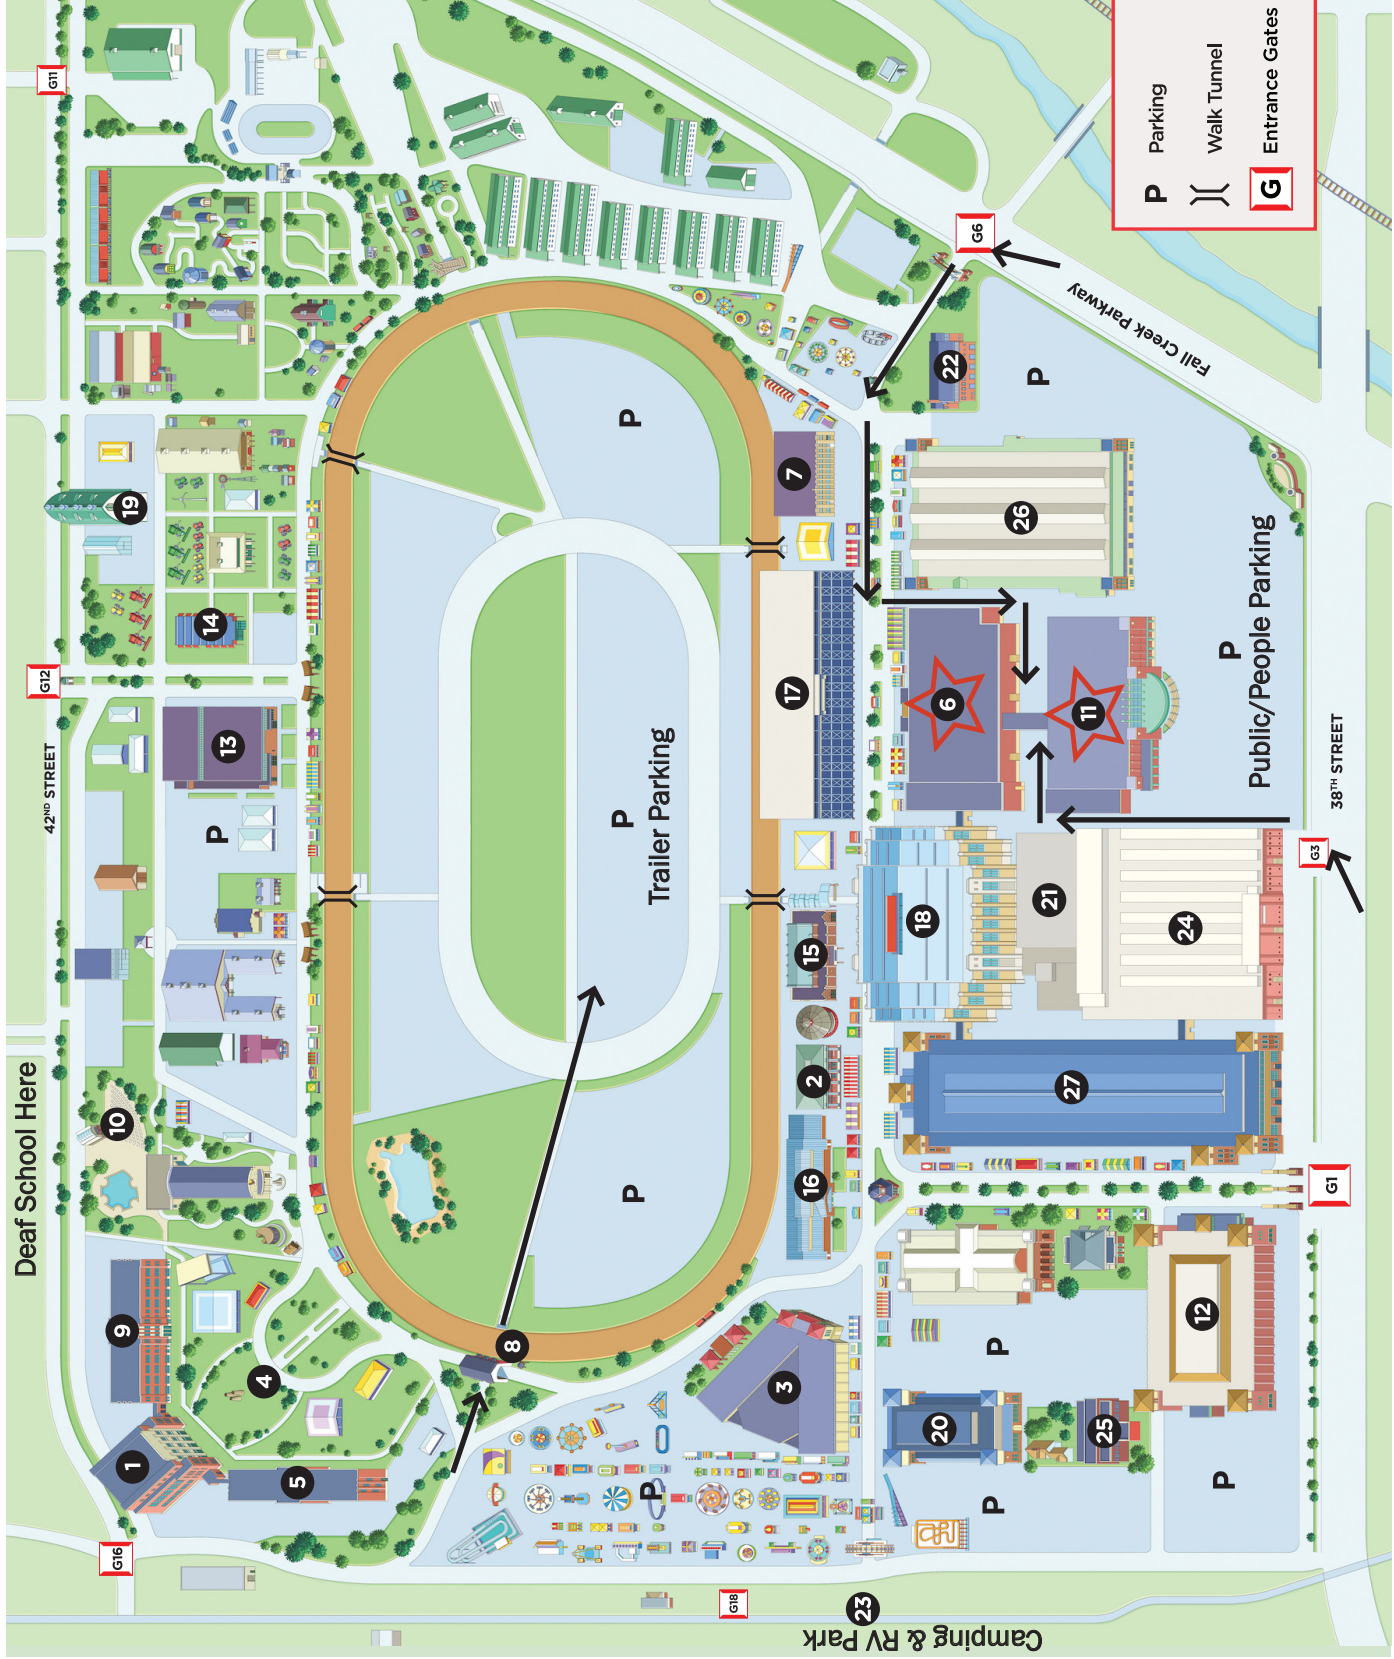 G11
P Parking
Walk Tunnel
G Entrance Gates
G6
Fall Creek Parkway
22
P
P
7
19
26
14
G12
17
6
11
P
Public/People Parking
42ND STREET
13
P
P
Trailer Parking
38TH STREET
G3
21
18
24
15
2
27
10
Deaf School Here
16
P
G1
9
8
12
P
4
3
20
25
1
5
P
P
P
G16
G18
23
Camping & RV Park